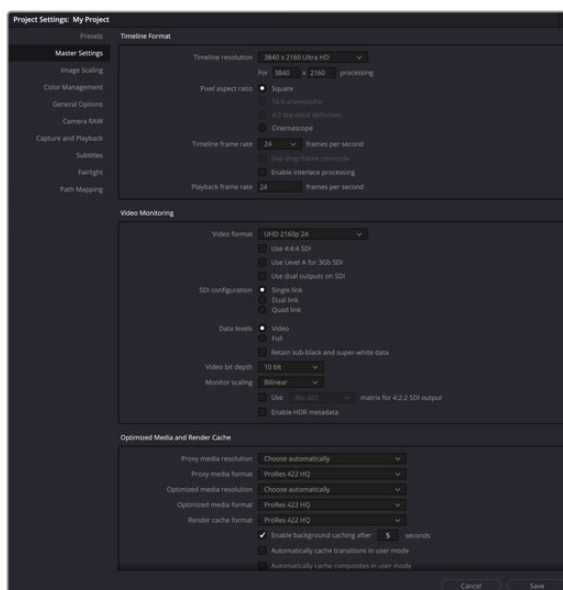 Project Settings: My Project
Presets
Master Settings
Image Scaling
Color Management
General Options
Camera RAW
Capture and Playback
Subtitles
Fairlight
Path Mapping
Timeline Format
Timeline resolution 3840 x 2160 Ultra HD
For 3840 x 2160 processing
Pixel aspect ratio Square
16:9 anamorphic
4:3 standard definition
Cinemascope
Timeline frame rate 24 frames per second
Use drop frame timecode
Enable interlace processing
Playback frame rate 24 frames per second
Video Monitoring
Video format UHD 2160p 24
Use 4:4:4 SDI
Use Level A for 3Gb SDI
Use dual outputs on SDI
SDI configuration Single link
Dual link
Quad link
Data levels Video
Full
Retain sub-black and super-white data
Video bit depth 10 bit
Monitor scaling Bilinear
Use Rec.601 matrix for 4:2:2 SDI output
Enable HDR metadata
Optimized Media and Render Cache
Proxy media resolution Choose automatically
Proxy media format ProRes 422 HQ
Optimized media resolution Choose automatically
Optimized media format ProRes 422 HQ
Render cache format ProRes 422 HQ
Enable background caching after 5 seconds
Automatically cache transitions in user mode
Automatically cache composites in user mode
Cancel Save